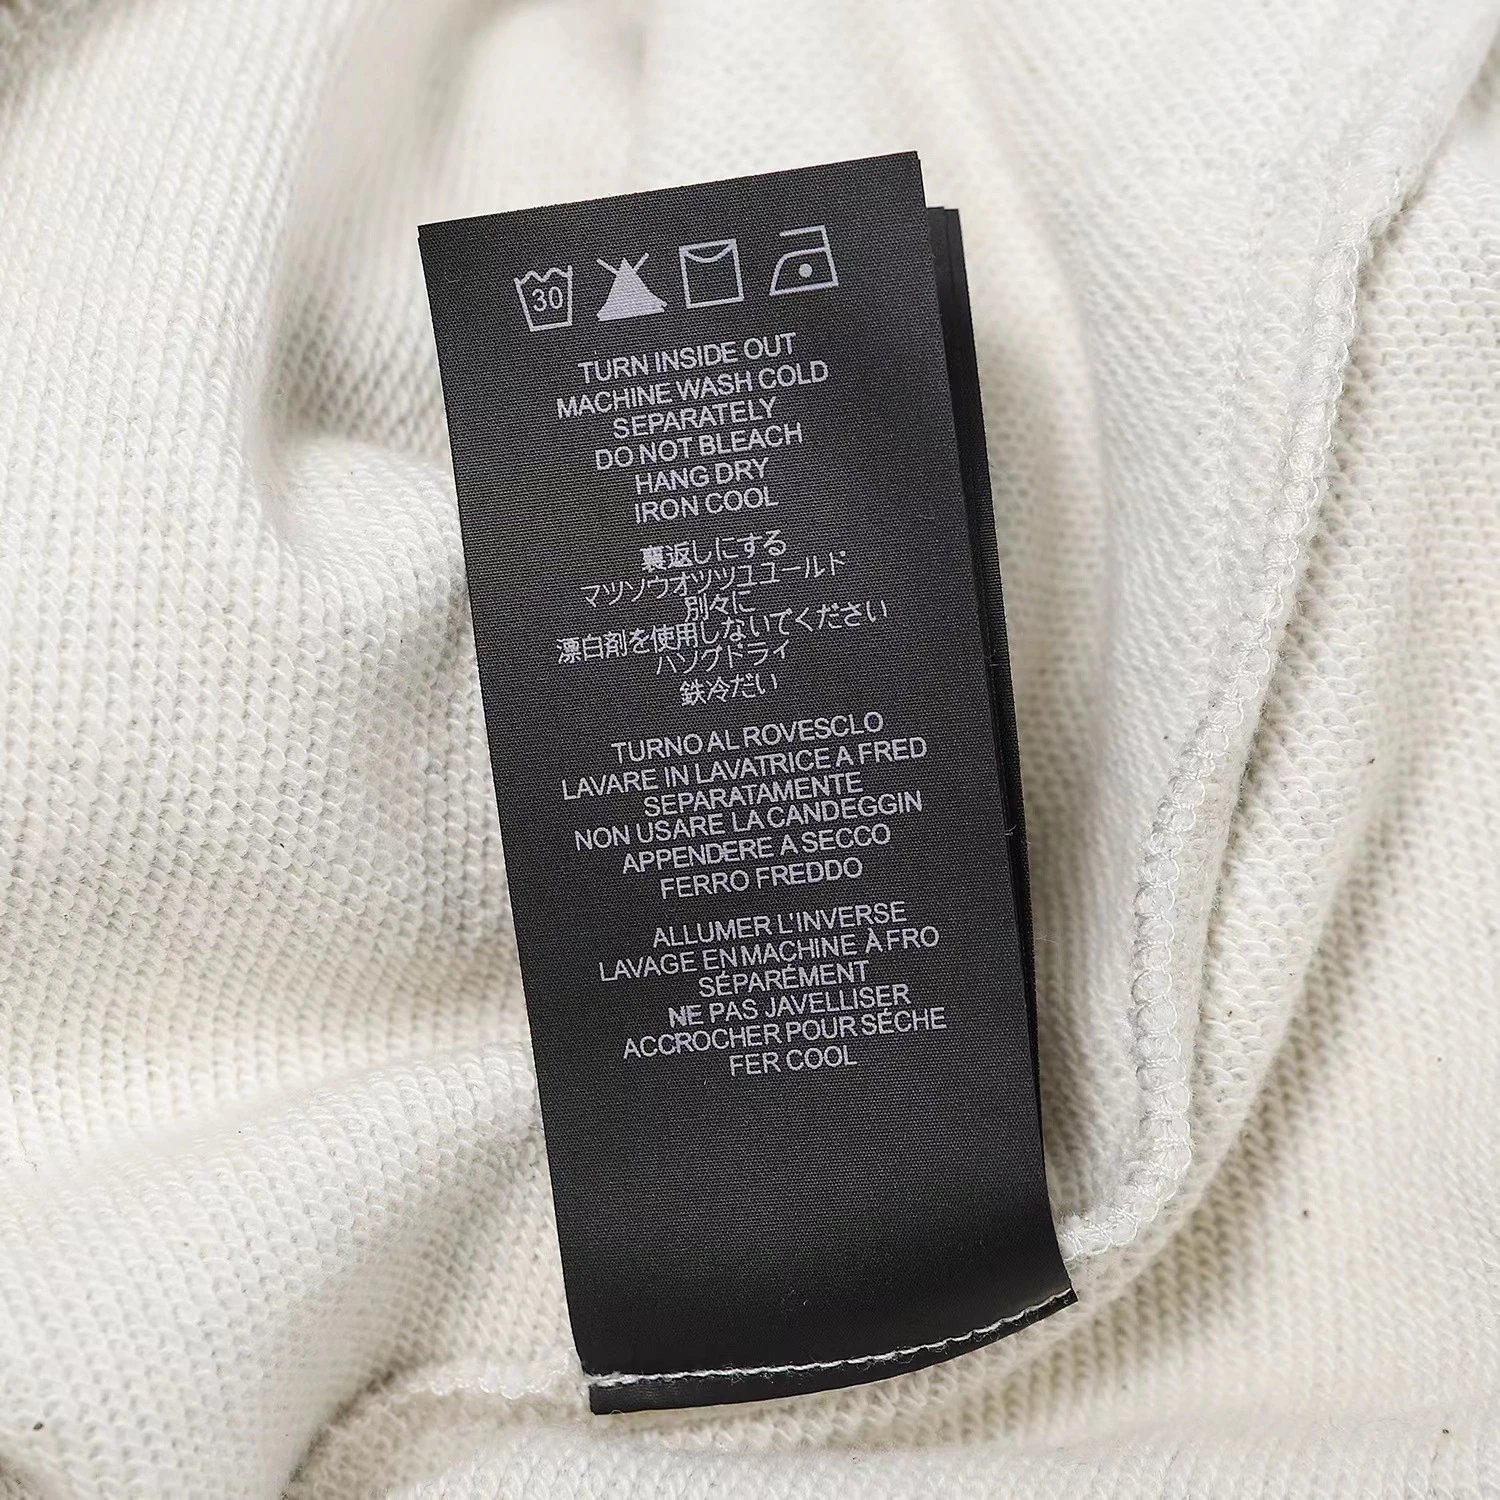 30
TURN INSIDE OUT
MACHINE WASH COLD
SEPARATELY
DO NOT BLEACH
HANG DRY
IRON COOL
裏返しにする
マツソウオツツユユールド
別々に
漂白剤を使用しないでください
ハソグドライ
鉄冷だい
TURNO AL ROVESCLO
LAVARE IN LAVATRICE A FRED
SEPARATAMENTE
NON USARE LA CANDEGGIN
APPENDERE A SECCO
FERRO FREDDO
ALLUMER L'INVERSE
LAVAGE EN MACHINE À FRO
SÉPARÉMENT
NE PAS JAVELLISER
ACCROCHER POUR SÉCHE
FER COOL